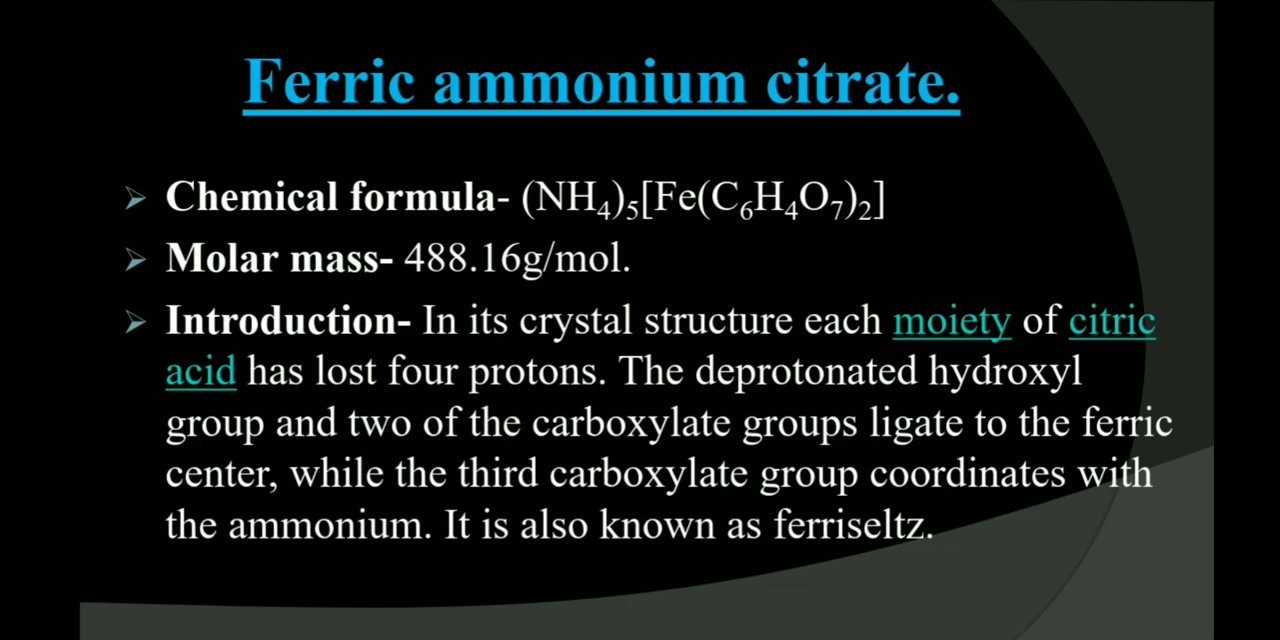 Ferric ammonium citrate.
➢ Chemical formula- (NH₄)₅[Fe(C₆H₄O₇)₂]
➢ Molar mass- 488.16g/mol.
➢ Introduction- In its crystal structure each moiety of citric
acid has lost four protons. The deprotonated hydroxyl
group and two of the carboxylate groups ligate to the ferric
center, while the third carboxylate group coordinates with
the ammonium. It is also known as ferriseltz.